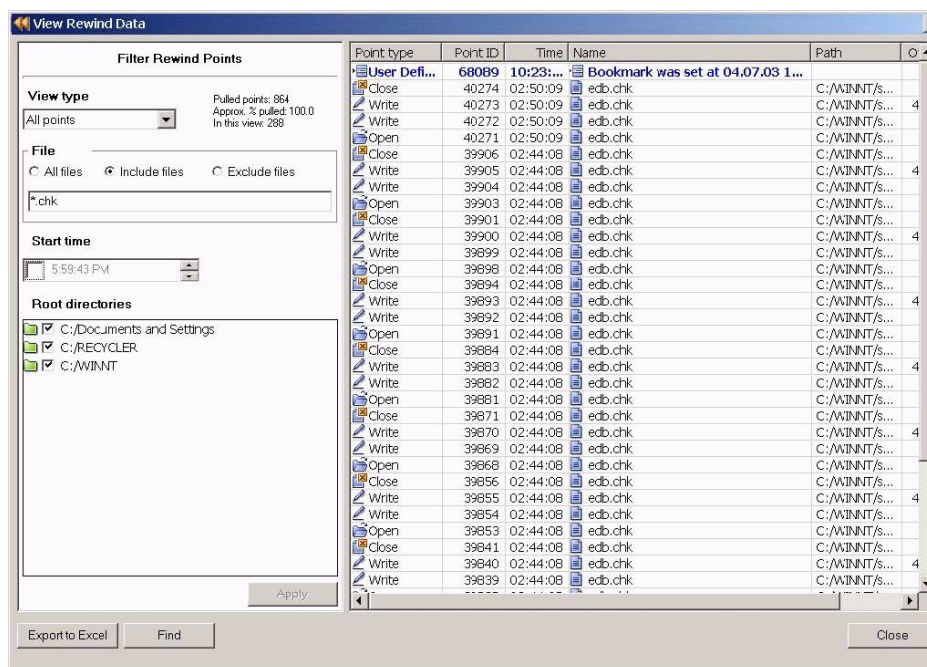 View Rewind Data
Filter Rewind Points
View type
All points
Pulled points: 864
Approx. % pulled: 100.0
In this view: 288
File
All files Include files Exclude files
*.chk
Start time
5:59:43 PM
Root directories
C:/Documents and Settings
C:/RECYCLER
C:/WINNT
Apply
Point type Point ID Time Name Path
User Defi... 68089 10:23:... Bookmark was set at 04.07.03 1...
Close 40274 02:50:09 edb.chk C:/WINNT/s...
Write 40273 02:50:09 edb.chk C:/WINNT/s... 4
Write 40272 02:50:09 edb.chk C:/WINNT/s...
Open 40271 02:50:09 edb.chk C:/WINNT/s...
Close 39906 02:44:08 edb.chk C:/WINNT/s...
Write 39905 02:44:08 edb.chk C:/WINNT/s... 4
Write 39904 02:44:08 edb.chk C:/WINNT/s...
Open 39903 02:44:08 edb.chk C:/WINNT/s...
Close 39901 02:44:08 edb.chk C:/WINNT/s...
Write 39900 02:44:08 edb.chk C:/WINNT/s... 4
Write 39899 02:44:08 edb.chk C:/WINNT/s...
Open 39898 02:44:08 edb.chk C:/WINNT/s...
Close 39894 02:44:08 edb.chk C:/WINNT/s...
Write 39893 02:44:08 edb.chk C:/WINNT/s... 4
Write 39892 02:44:08 edb.chk C:/WINNT/s...
Open 39891 02:44:08 edb.chk C:/WINNT/s...
Close 39884 02:44:08 edb.chk C:/WINNT/s...
Write 39883 02:44:08 edb.chk C:/WINNT/s... 4
Write 39882 02:44:08 edb.chk C:/WINNT/s...
Open 39881 02:44:08 edb.chk C:/WINNT/s...
Close 39871 02:44:08 edb.chk C:/WINNT/s...
Write 39870 02:44:08 edb.chk C:/WINNT/s... 4
Write 39869 02:44:08 edb.chk C:/WINNT/s...
Open 39868 02:44:08 edb.chk C:/WINNT/s...
Close 39856 02:44:08 edb.chk C:/WINNT/s...
Write 39855 02:44:08 edb.chk C:/WINNT/s... 4
Write 39854 02:44:08 edb.chk C:/WINNT/s...
Open 39853 02:44:08 edb.chk C:/WINNT/s...
Close 39841 02:44:08 edb.chk C:/WINNT/s...
Write 39840 02:44:08 edb.chk C:/WINNT/s... 4
Write 39839 02:44:08 edb.chk C:/WINNT/s...
Export to Excel Find Close